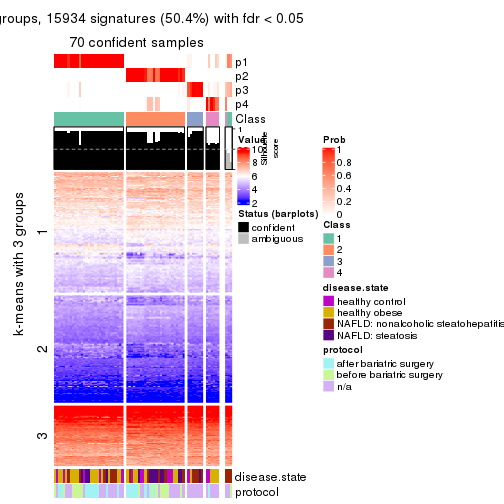 groups, 15934 signatures (50.4%) with fdr < 0.05
70 confident samples
p1
p2
p3
p4
Class
1
Silhouette
score
k-means with 3 groups
1
2
3
disease.state
protocol
Value
10
8
6
4
2
Status (barplots)
confident
ambiguous
Prob
1
0.8
0.6
0.4
0.2
0
Class
1
2
3
4
disease.state
healthy control
healthy obese
NAFLD: nonalcoholic steatohepatitis
NAFLD: steatosis
protocol
after bariatric surgery
before bariatric surgery
n/a